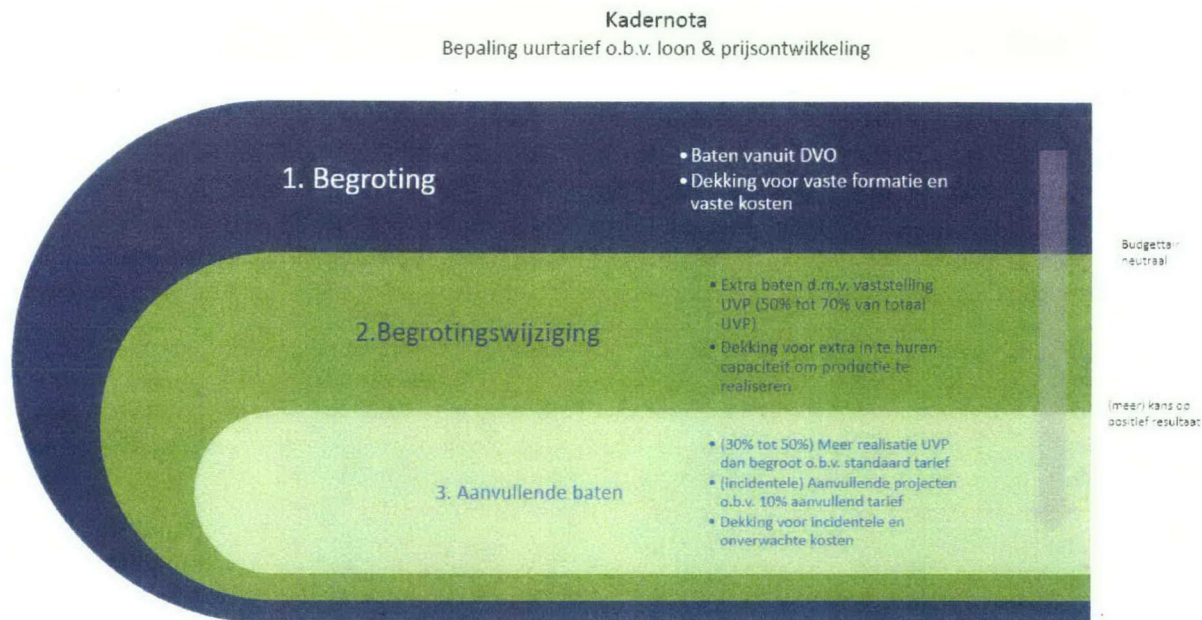 Kadernota
Bepaling uurtarief o.b.v. loon & prijsontwikkeling
1. Begroting
• Baten vanuit DVO
• Dekking voor vaste formatie en
vaste kosten
Budgettair
neutraal
2.Begrotingswijziging
• Extra baten d.m.v. vaststelling
UVP (50% tot 70% van totaal
UVP)
• Dekking voor extra in te huren
capaciteit om productie te
realiseren
(meer) kans op
positief resultaat
3. Aanvullende baten
• (30% tot 50%) Meer realisatie UVP
dan begroot o.b.v. standaard tarief
• (incidentele) Aanvullende projecten
o.b.v. 10% aanvullend tarief
• Dekking voor incidentele en
onverwachte kosten